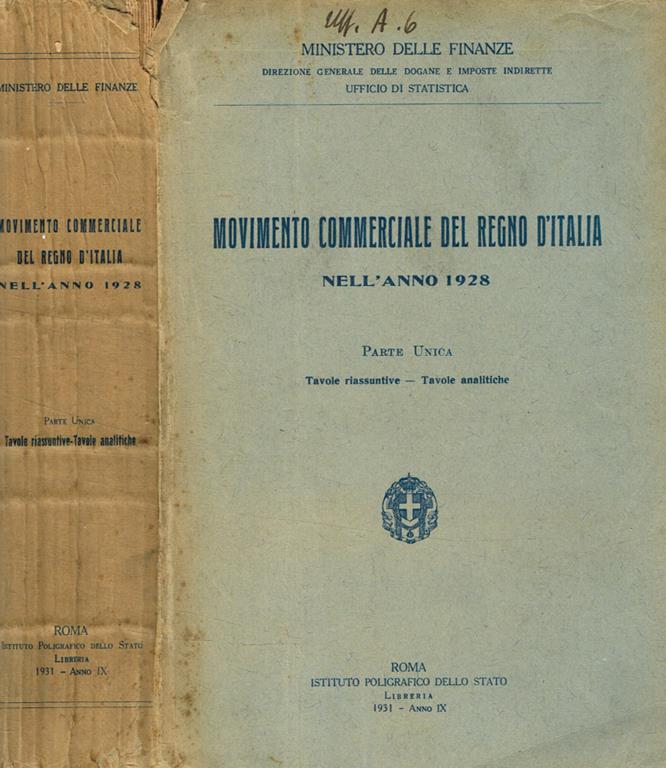 MINISTERO DELLE FINANZE
MOVIMENTO COMMERCIALE
DEL REGNO D'ITALIA
NELL'ANNO 1928
PARTE UNICA
Tavole riassuntive-Tavole analitiche
ROMA
ISTITUTO POLIGRAFICO DELLO STATO
LIBRERIA
1931 - ANNO IX
Uff. A. 6
MINISTERO DELLE FINANZE
DIREZIONE GENERALE DELLE DOGANE E IMPOSTE INDIRETTE
UFFICIO DI STATISTICA
MOVIMENTO COMMERCIALE DEL REGNO D'ITALIA
NELL'ANNO 1928
PARTE UNICA
Tavole riassuntive — Tavole analitiche
ROMA
ISTITUTO POLIGRAFICO DELLO STATO
LIBRERIA
1931 - ANNO IX